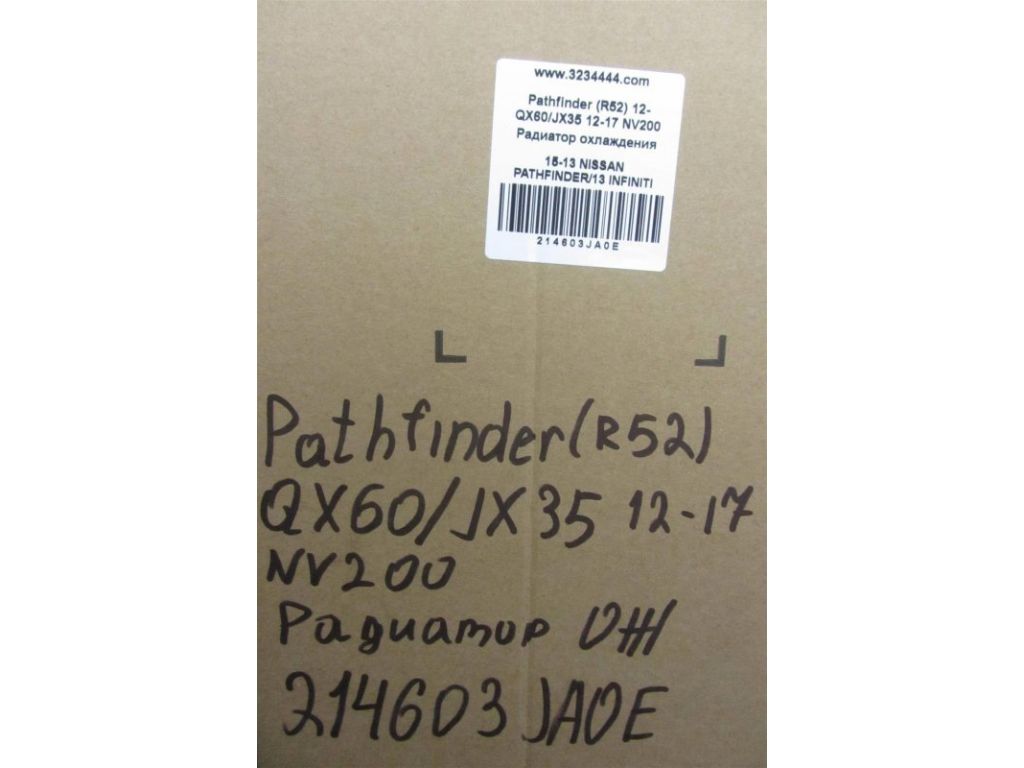 www.3234444.com
Pathfinder (R52) 12-
QX60/JX35 12-17 NV200
Радиатор охлаждения
15-13 NISSAN
PATHFINDER/13 INFINITI
214603JA0E
Pathfinder (R52)
QX60/JX35 12-17
NV200
Радиатор ОЖ
214603JA0E